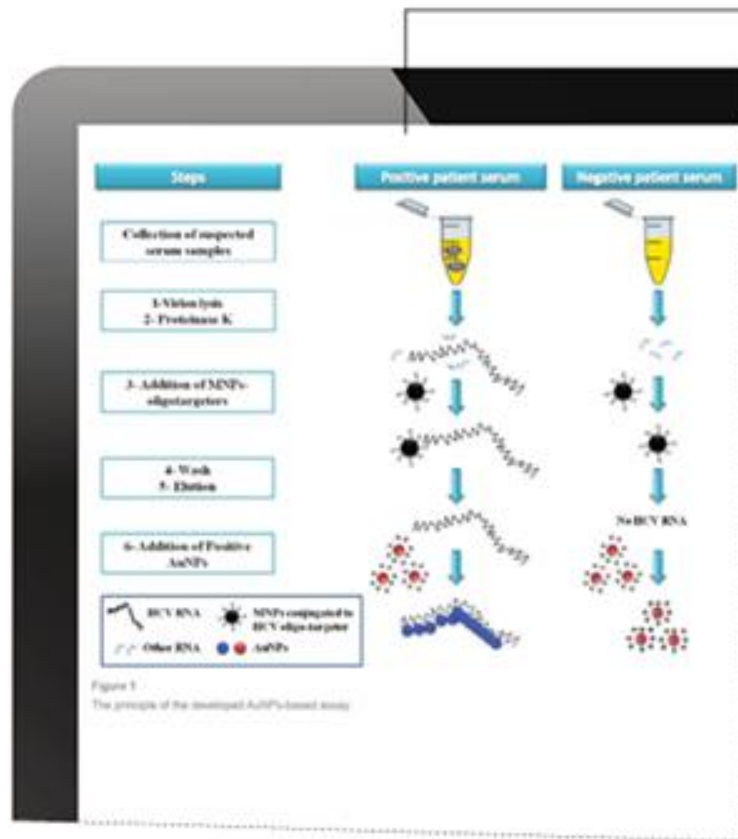 Steps
Positive patient serum
Negative patient serum
Collection of suspected
serum samples
1-Virion lysis
2- Proteinase K
3- Addition of MNPs-
oligotargeters
4- Wash
5- Elution
No HCV RNA
6- Addition of Positive
AuNPs
HCV RNA
MNPs conjugated to
HCV oligo-targeter
Other RNA
AuNPs
Figure 1
The principle of the developed AuNPs-based assay